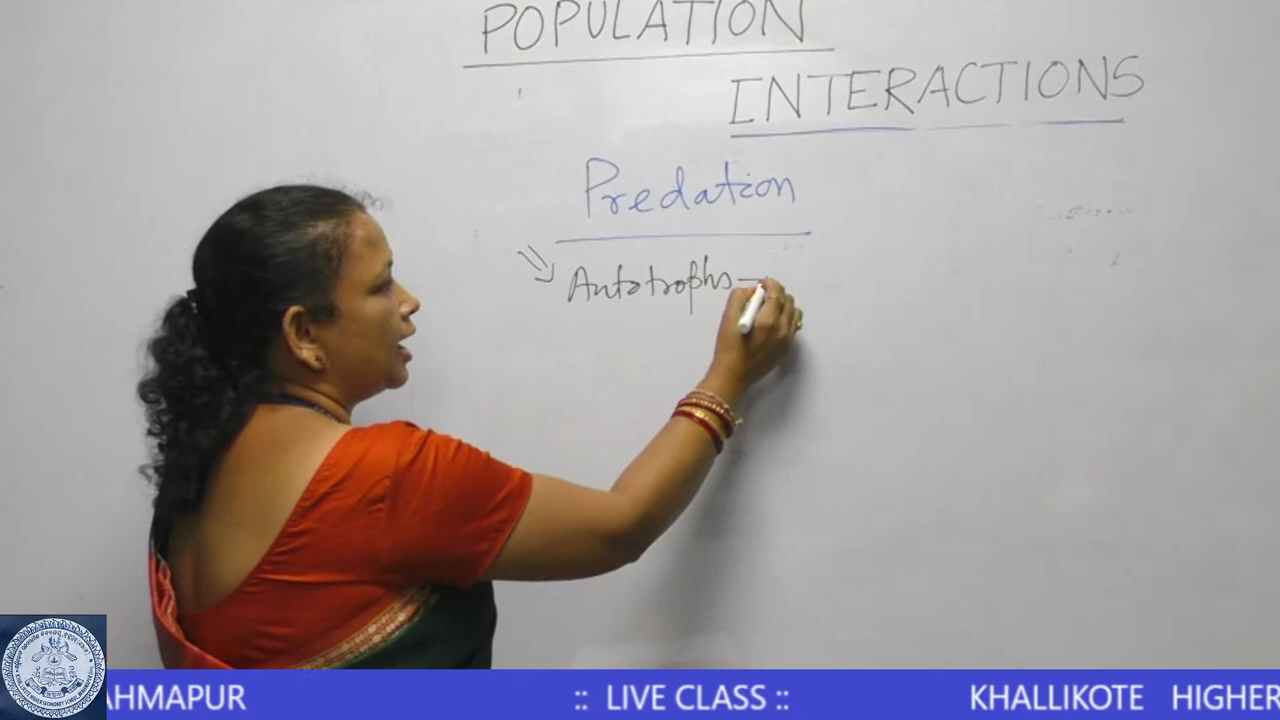 POPULATION
INTERACTIONS
Predation
Autotrophs -
AHMAPUR :: LIVE CLASS :: KHALLIKOTE HIGHER